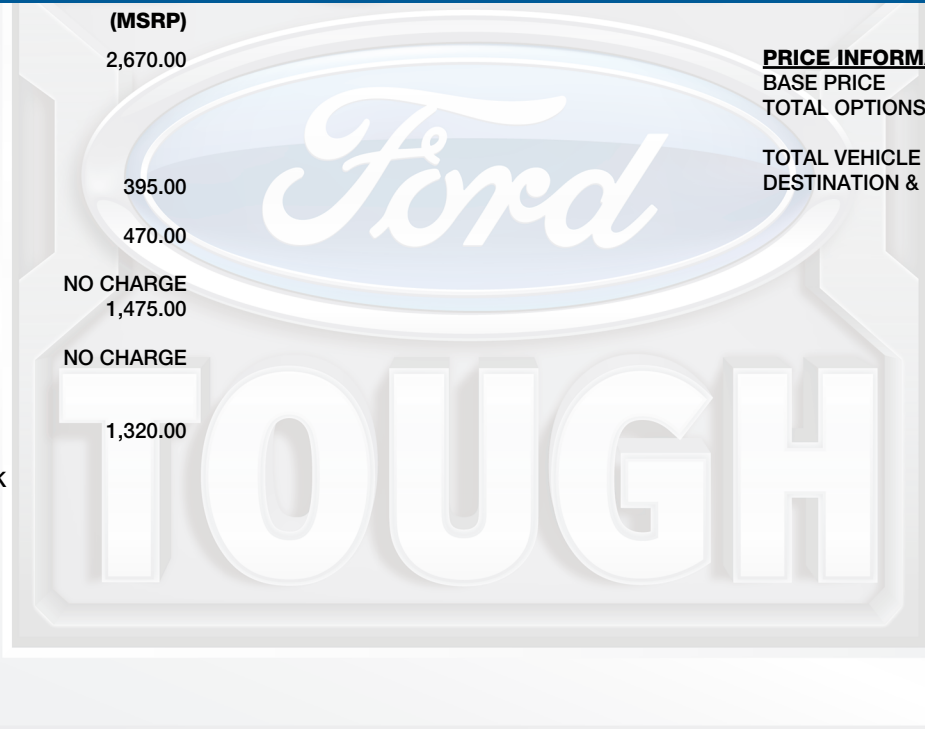 (MSRP)
2,670.00
395.00
470.00
NO CHARGE
1,475.00
NO CHARGE
1,320.00
K
PRICE INFORM
BASE PRICE
TOTAL OPTIONS
TOTAL VEHICLE
DESTINATION &
Ford
TOUGH